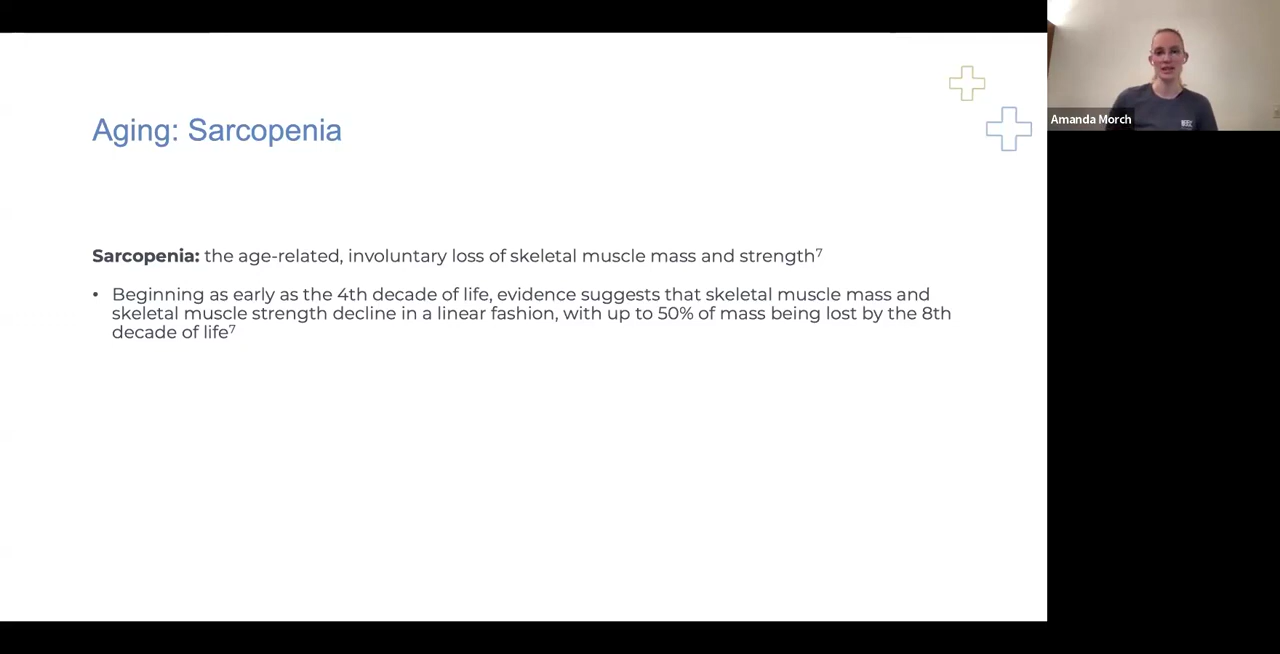 Aging: Sarcopenia
Sarcopenia: the age-related, involuntary loss of skeletal muscle mass and strength⁷
• Beginning as early as the 4th decade of life, evidence suggests that skeletal muscle mass and
skeletal muscle strength decline in a linear fashion, with up to 50% of mass being lost by the 8th
decade of life⁷
Amanda Morch